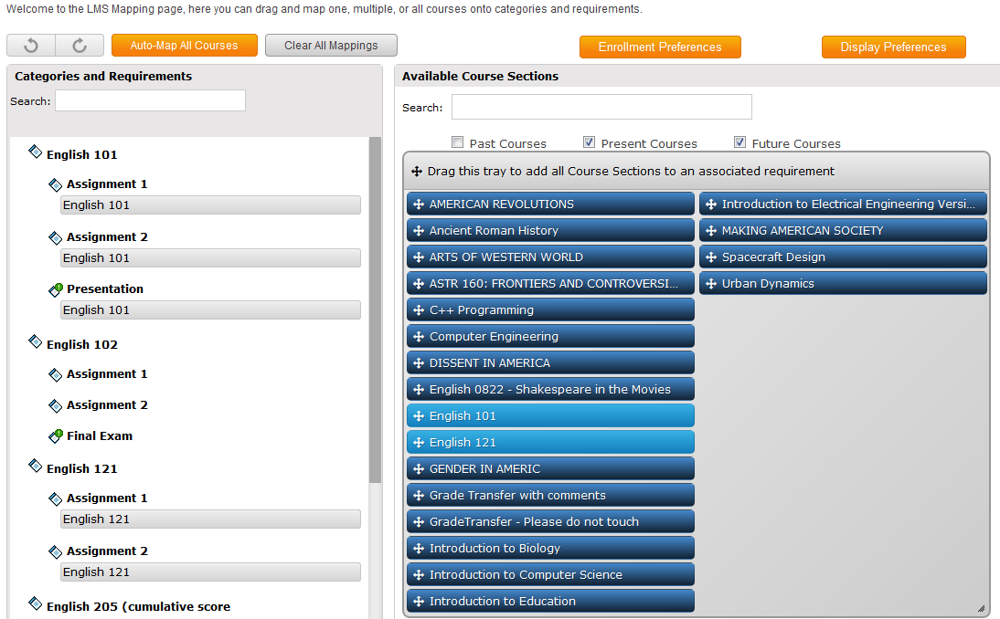 Welcome to the LMS Mapping page, here you can drag and map one, multiple, or all courses onto categories and requirements.
Auto-Map All Courses
Clear All Mappings
Enrollment Preferences
Display Preferences
Categories and Requirements
Search:
English 101
Assignment 1
English 101
Assignment 2
English 101
Presentation
English 101
English 102
Assignment 1
Assignment 2
Final Exam
English 121
Assignment 1
English 121
Assignment 2
English 121
English 205 (cumulative score
Available Course Sections
Search:
Past Courses
Present Courses
Future Courses
Drag this tray to add all Course Sections to an associated requirement
AMERICAN REVOLUTIONS
Ancient Roman History
ARTS OF WESTERN WORLD
ASTR 160: FRONTIERS AND CONTROVERSI...
C++ Programming
Computer Engineering
DISSENT IN AMERICA
English 0822 - Shakespeare in the Movies
English 101
English 121
GENDER IN AMERIC
Grade Transfer with comments
GradeTransfer - Please do not touch
Introduction to Biology
Introduction to Computer Science
Introduction to Education
Introduction to Electrical Engineering Versi...
MAKING AMERICAN SOCIETY
Spacecraft Design
Urban Dynamics